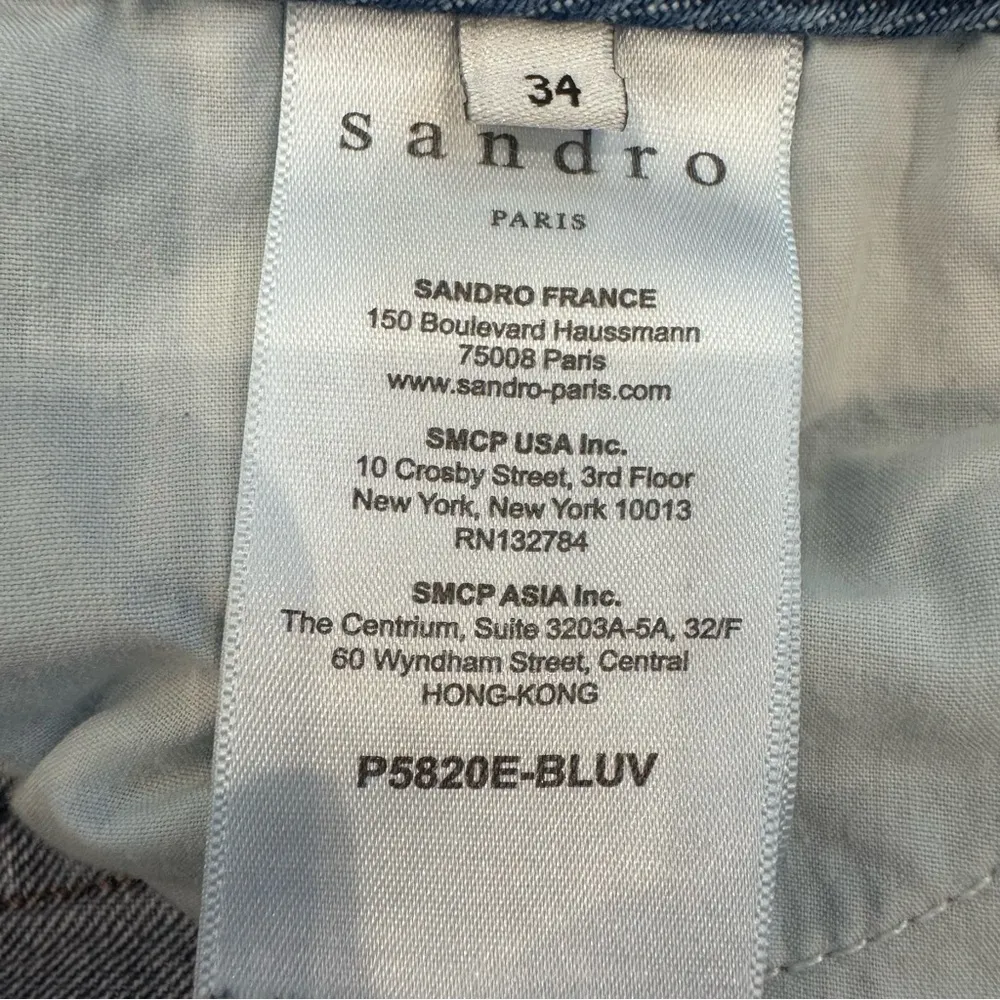 34
sandro
PARIS
SANDRO FRANCE
150 Boulevard Haussmann
75008 Paris
www.sandro-paris.com
SMCP USA Inc.
10 Crosby Street, 3rd Floor
New York, New York 10013
RN132784
SMCP ASIA Inc.
The Centrium, Suite 3203A-5A, 32/F
60 Wyndham Street, Central
HONG-KONG
P5820E-BLUV